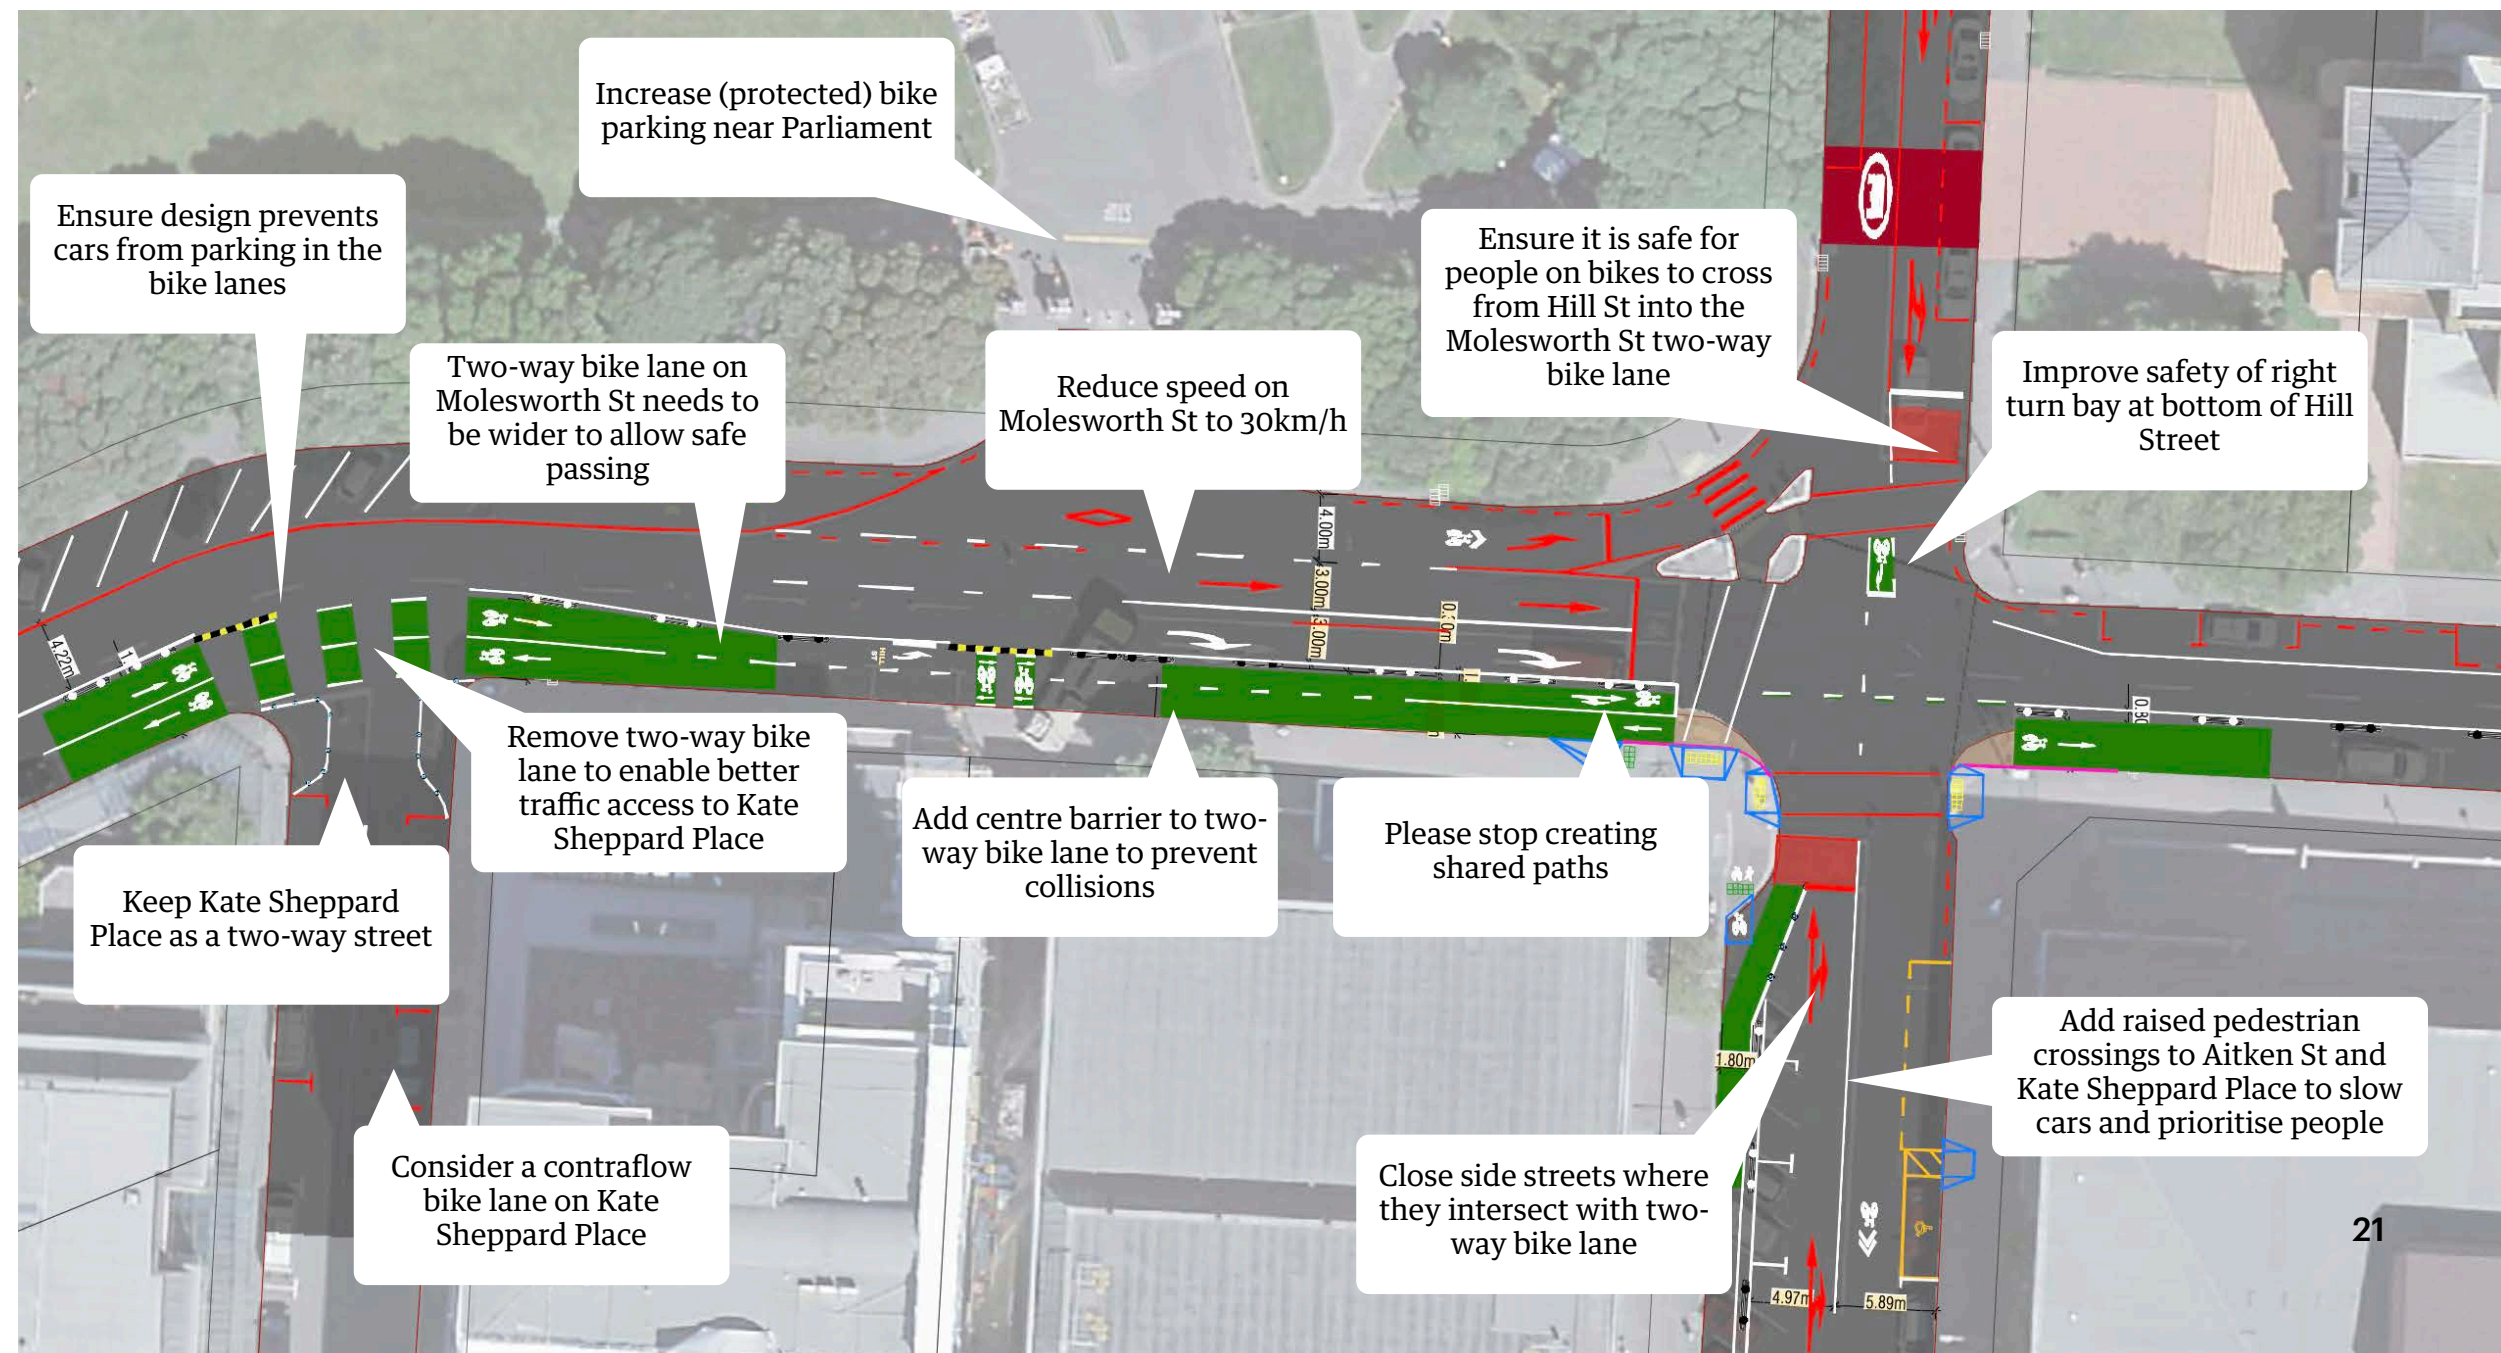 Increase (protected) bike
parking near Parliament
Ensure design prevents
cars from parking in the
bike lanes
Ensure it is safe for
people on bikes to cross
from Hill St into the
Molesworth St two-way
bike lane
Two-way bike lane on
Molesworth St needs to
be wider to allow safe
passing
Reduce speed on
Molesworth St to 30km/h
Improve safety of right
turn bay at bottom of Hill
Street
STOP
E
4.00m
3.00m
3.00m
4.22m
HILL
ST
Remove two-way bike
lane to enable better
traffic access to Kate
Sheppard Place
Add centre barrier to two-
way bike lane to prevent
collisions
Please stop creating
shared paths
Keep Kate Sheppard
Place as a two-way street
Consider a contraflow
bike lane on Kate
Sheppard Place
1.80m
Close side streets where
they intersect with two-
way bike lane
Add raised pedestrian
crossings to Aitken St and
Kate Sheppard Place to slow
cars and prioritise people
4.97m
5.89m
21